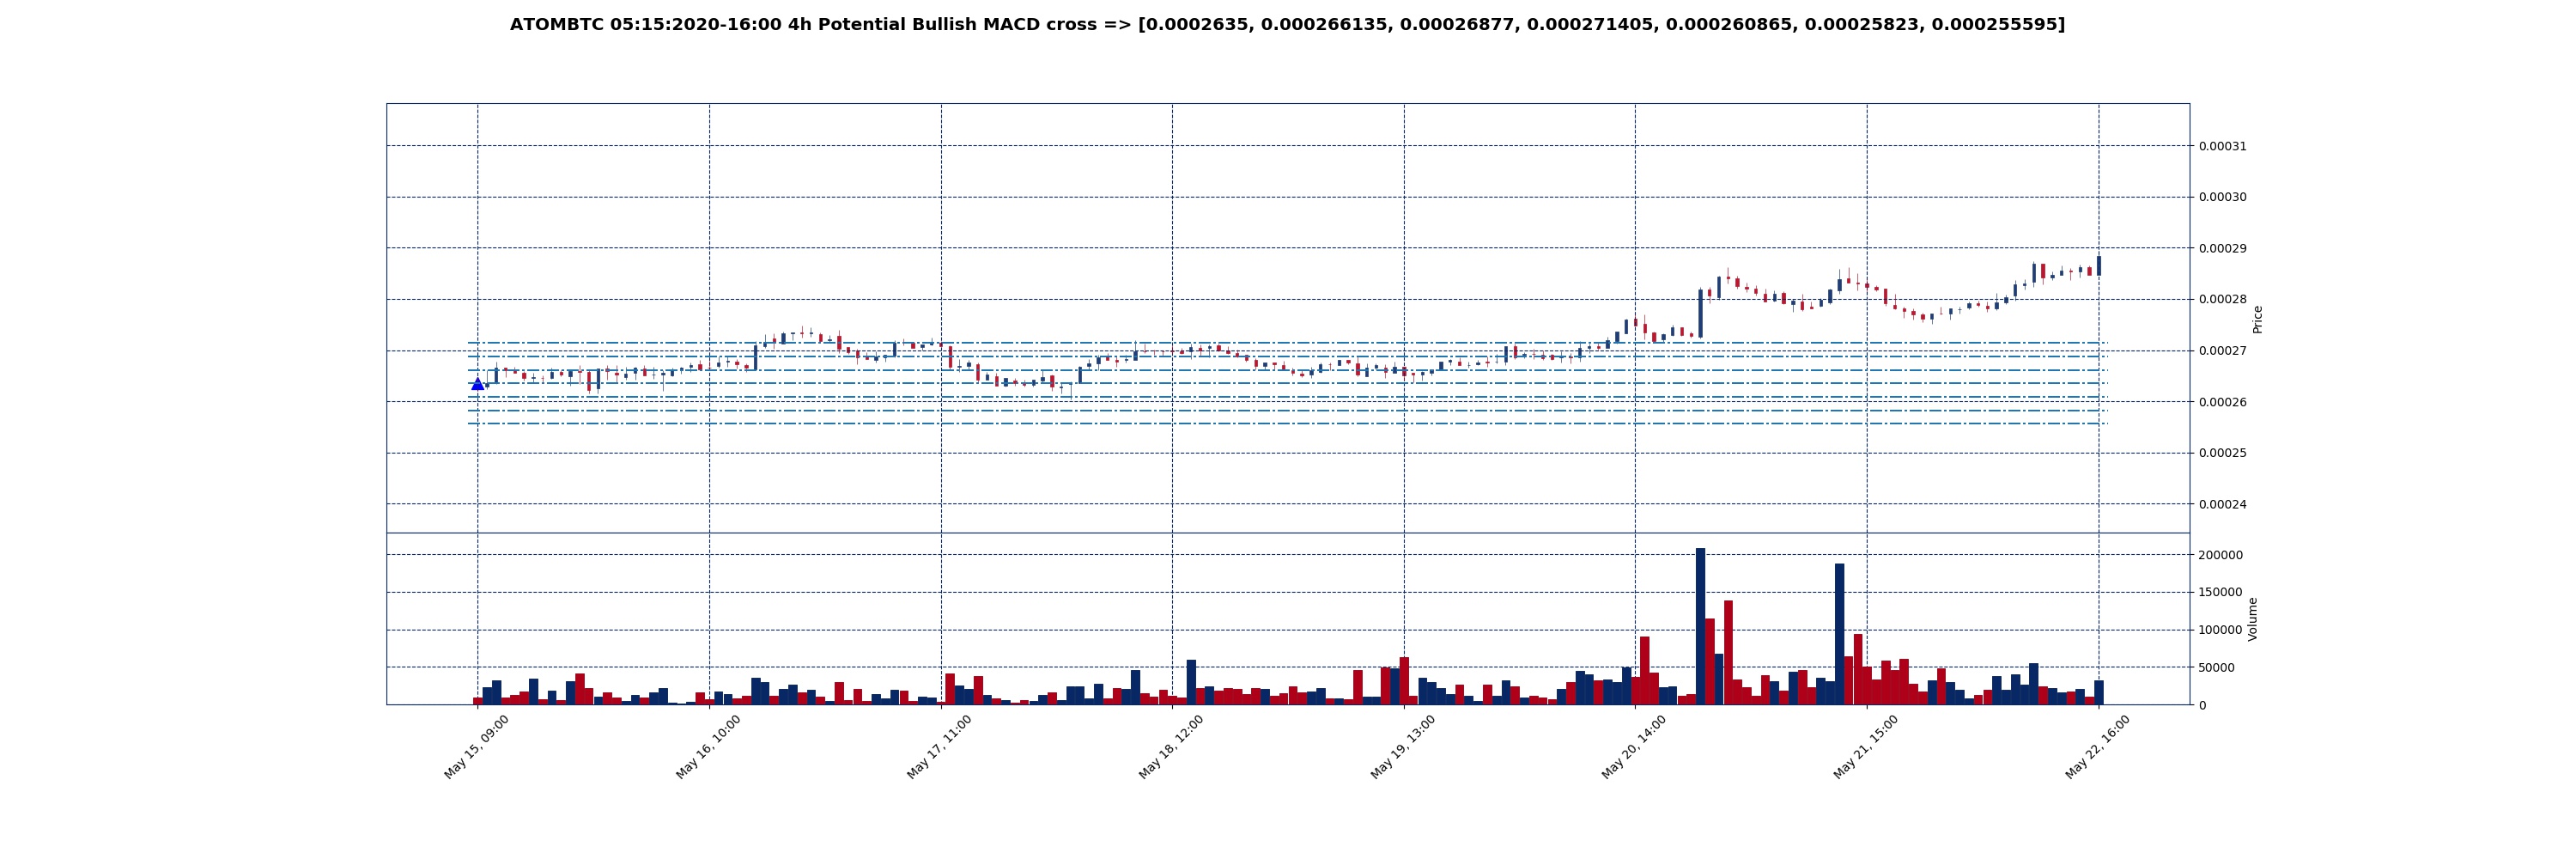 ATOMBTC 05:15:2020-16:00 4h Potential Bullish MACD cross => [0.0002635, 0.000266135, 0.00026877, 0.000271405, 0.000260865, 0.00025823, 0.000255595]
0.00031
0.00030
0.00029
0.00028
0.00027
0.00026
0.00025
0.00024
Price
200000
150000
100000
50000
0
Volume
May 15, 09:00
May 16, 10:00
May 17, 11:00
May 18, 12:00
May 19, 13:00
May 20, 14:00
May 21, 15:00
May 22, 16:00